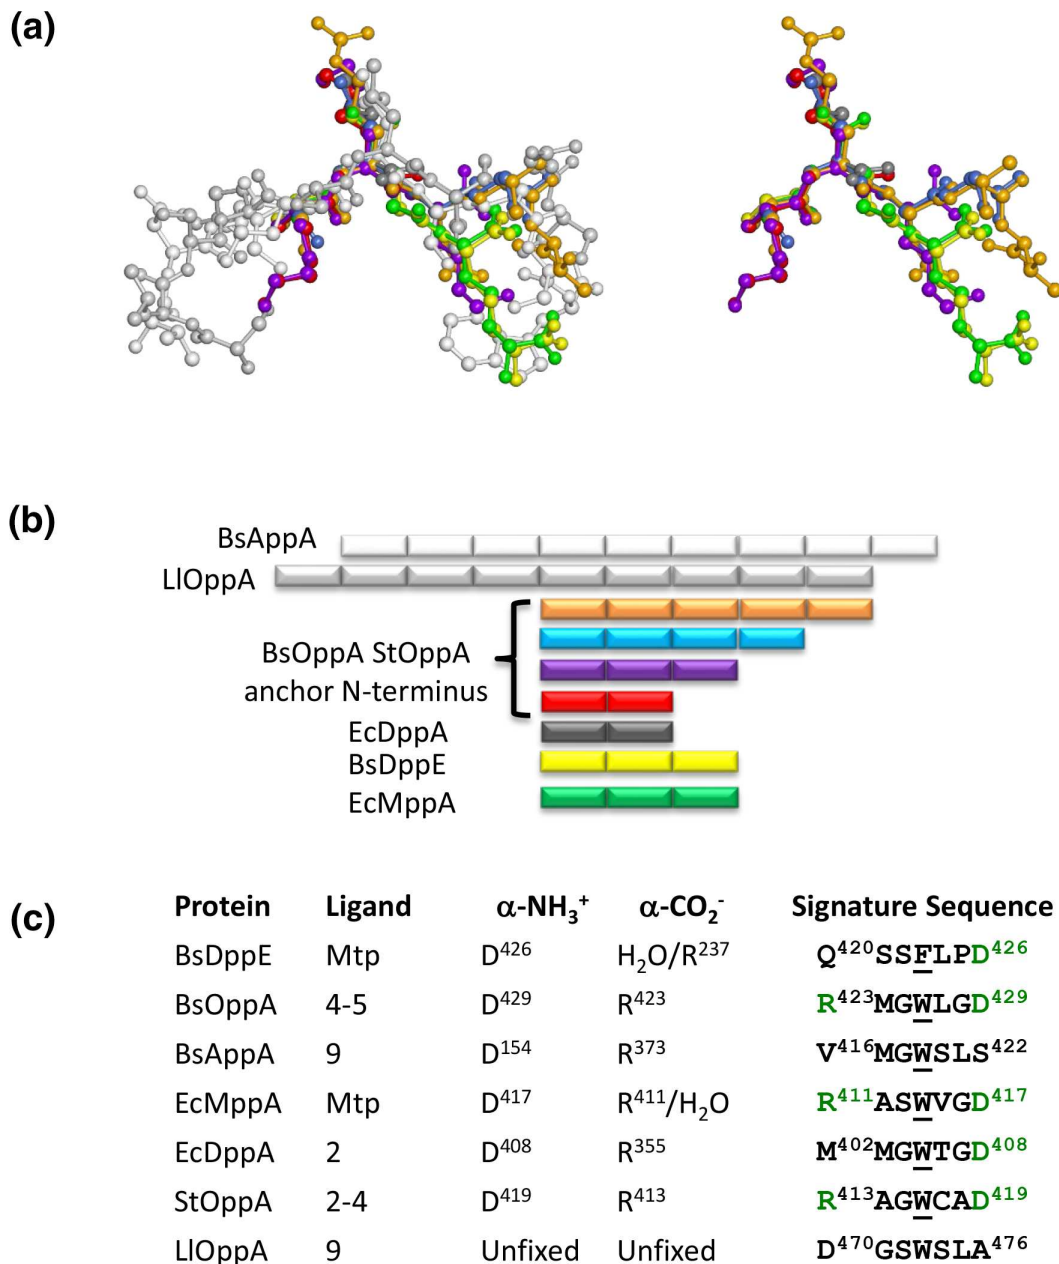 (a)
(b)
BsAppA
LlOppA
BsOppA StOppA
anchor N-terminus
EcDppA
BsDppE
EcMppA
(c)
Protein Ligand α-NH₃⁺ α-CO₂⁻ Signature Sequence
BsDppE Mtp D⁴²⁶ H₂O/R²³⁷ Q⁴²⁰SSFLPD⁴²⁶
BsOppA 4-5 D⁴²⁹ R⁴²³ R⁴²³MGWLGD⁴²⁹
BsAppA 9 D¹⁵⁴ R³⁷³ V⁴¹⁶MGWSLS⁴²²
EcMppA Mtp D⁴¹⁷ R⁴¹¹/H₂O R⁴¹¹ASWVGD⁴¹⁷
EcDppA 2 D⁴⁰⁸ R³⁵⁵ M⁴⁰²MGWTGD⁴⁰⁸
StOppA 2-4 D⁴¹⁹ R⁴¹³ R⁴¹³AGWCAD⁴¹⁹
LlOppA 9 Unfixed Unfixed D⁴⁷⁰GSWSLA⁴⁷⁶